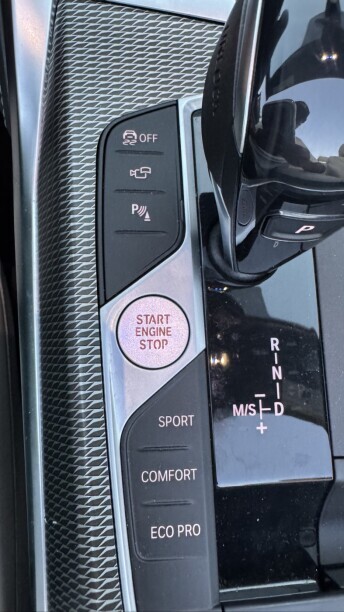 OFF
P
P
START
ENGINE
STOP
R
N
M/S
D
+
SPORT
COMFORT
ECO PRO